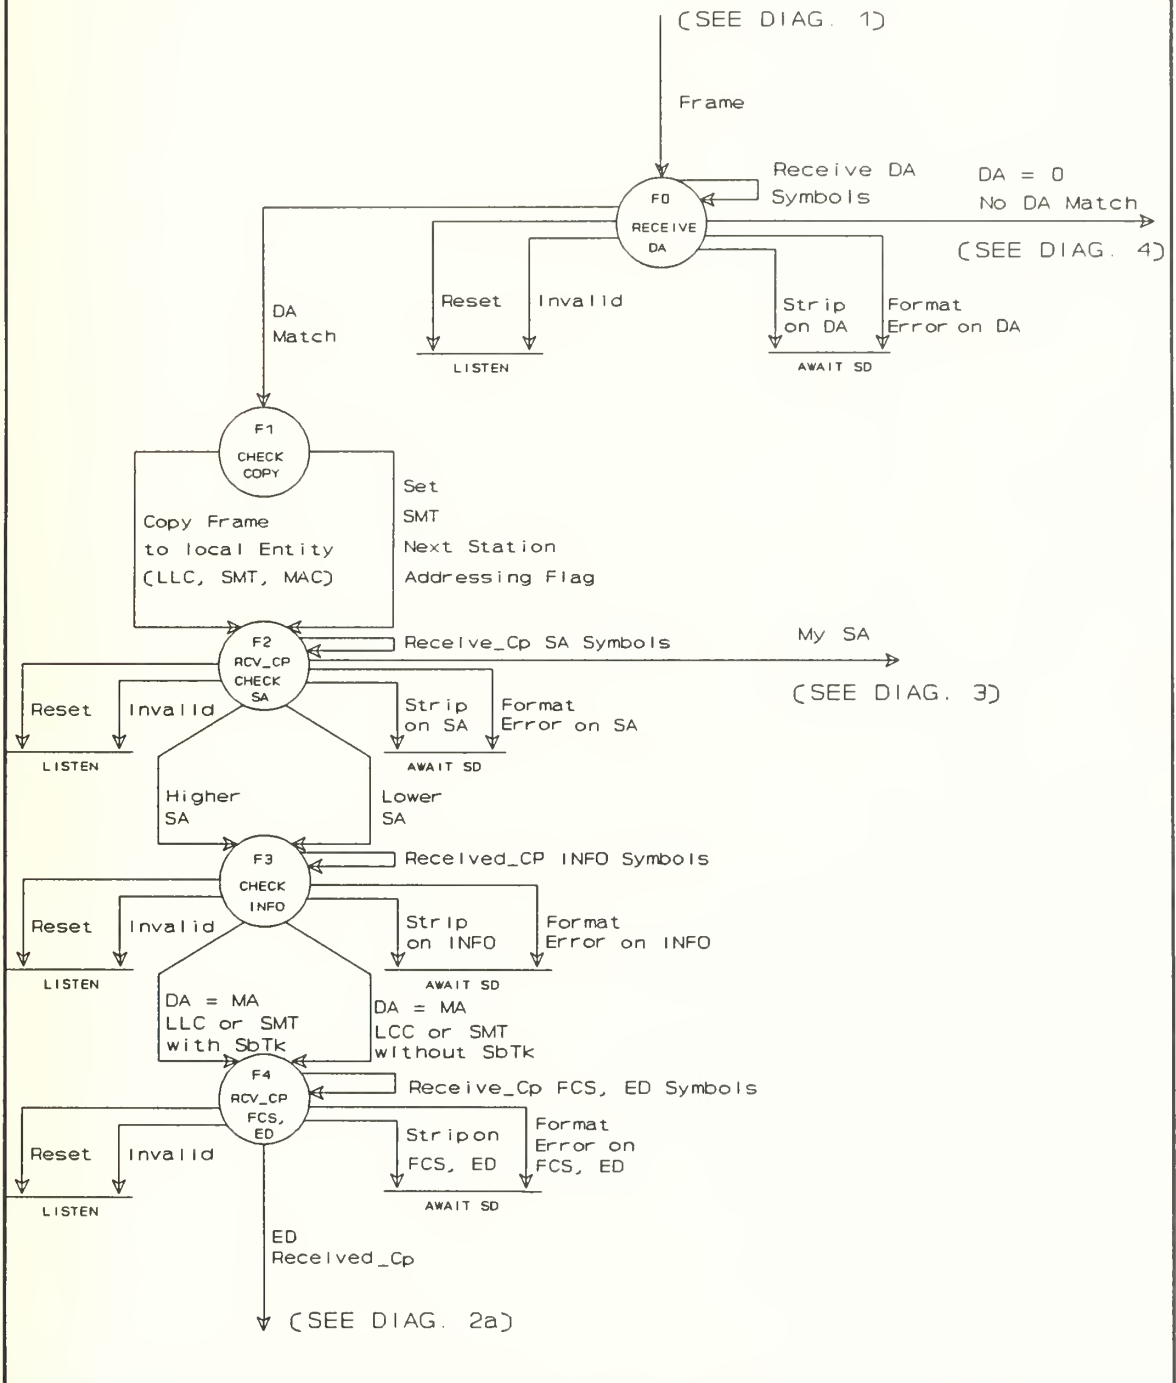 (SEE DIAG. 1)
Frame
Receive DA
Symbols
DA = 0
No DA Match
(SEE DIAG. 4)
F0
RECEIVE
DA
Reset
Invalid
LISTEN
Strip
on DA
Format
Error on DA
AWAIT SD
DA
Match
F1
CHECK
COPY
Copy Frame
to local Entity
(LLC, SMT, MAC)
Set
SMT
Next Station
Addressing Flag
F2
RCV_CP
CHECK
SA
Receive_Cp SA Symbols
My SA
(SEE DIAG. 3)
Reset
Invalid
LISTEN
Strip
on SA
Format
Error on SA
AWAIT SD
Higher
SA
Lower
SA
F3
CHECK
INFO
Received_CP INFO Symbols
Reset
Invalid
LISTEN
Strip
on INFO
Format
Error on INFO
AWAIT SD
DA = MA
LLC or SMT
with SbTk
DA = MA
LCC or SMT
without SbTk
F4
RCV_CP
FCS,
ED
Receive_Cp FCS, ED Symbols
Reset
Invalid
LISTEN
Stripon
FCS, ED
Format
Error on
FCS, ED
AWAIT SD
ED
Received_Cp
(SEE DIAG. 2a)